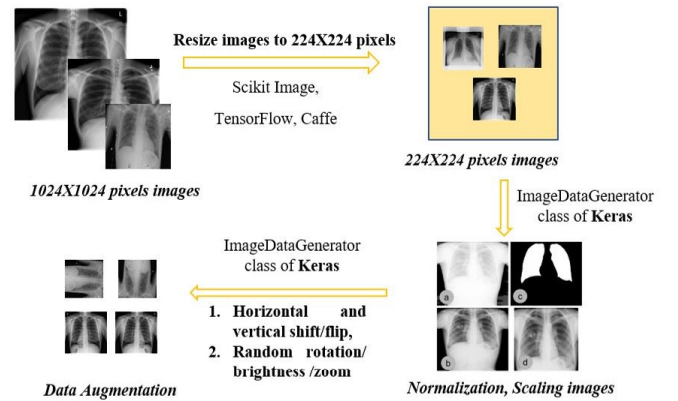 L
Resize images to 224X224 pixels
Scikit Image,
TensorFlow, Caffe
1024X1024 pixels images
224X224 pixels images
ImageDataGenerator
class of Keras
a
c
b
d
Normalization, Scaling images
ImageDataGenerator
class of Keras
1. Horizontal and
vertical shift/flip,
2. Random rotation/
brightness /zoom
Data Augmentation